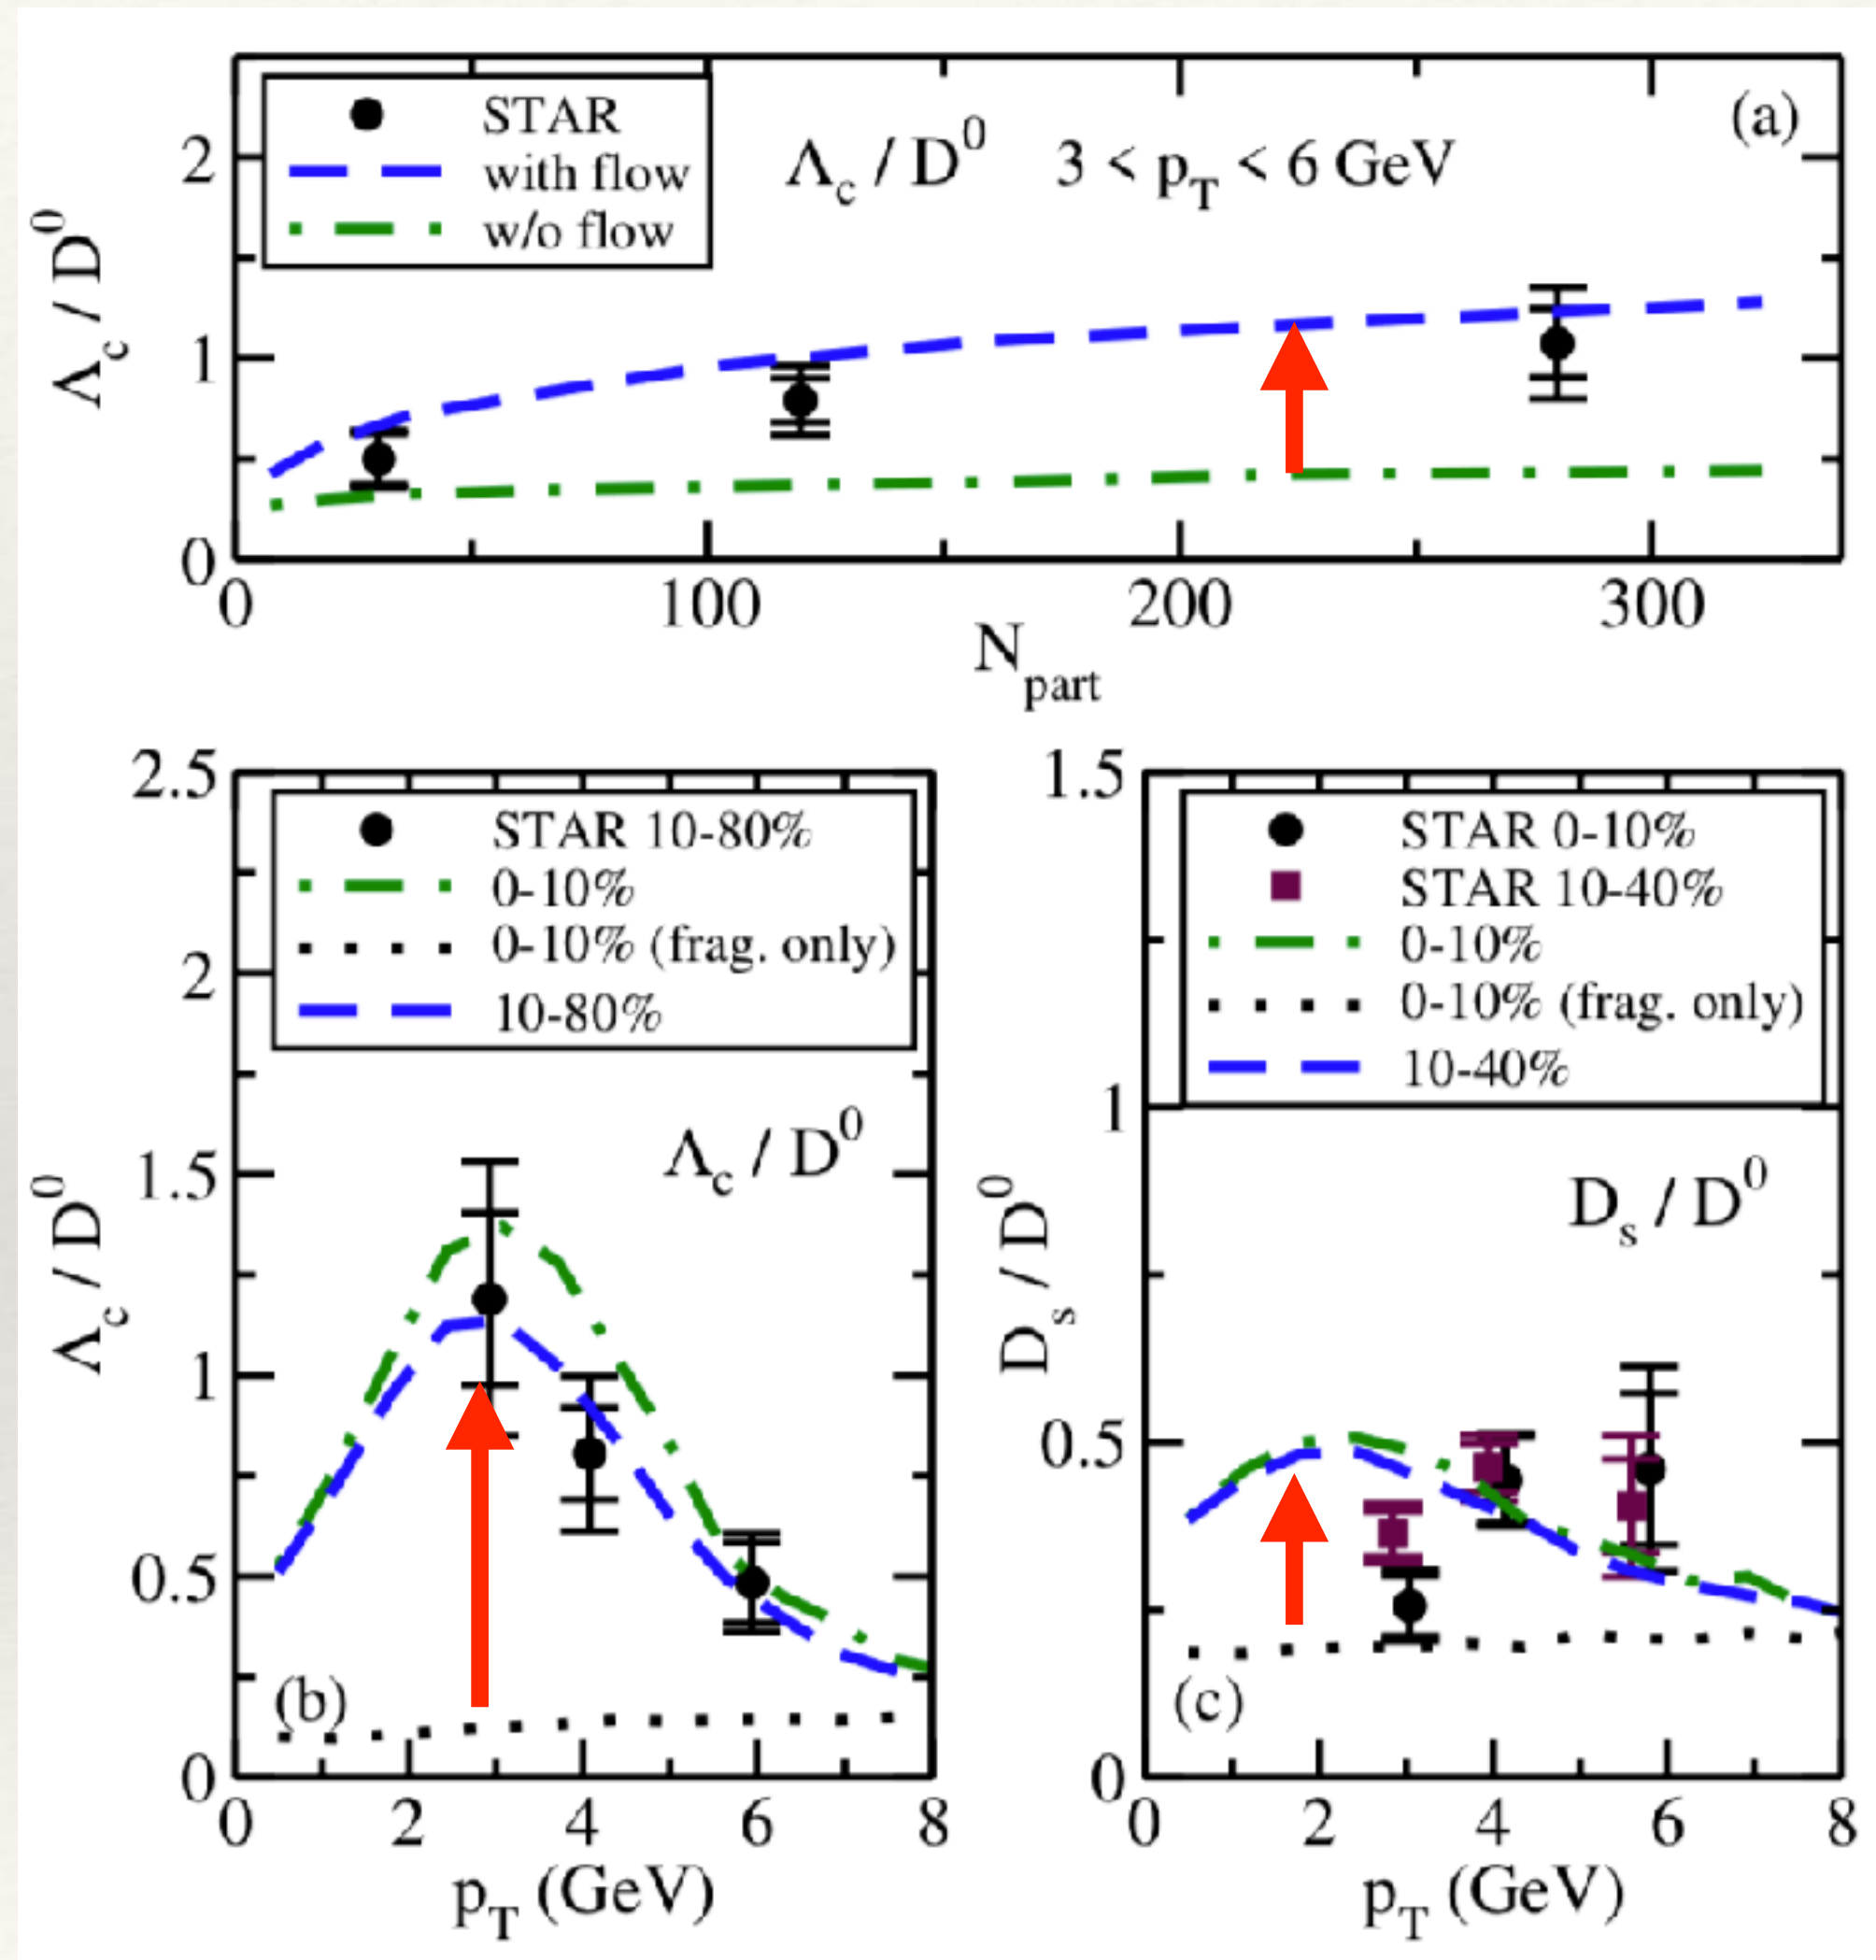 (a)
STAR
with flow
w/o flow
Λc / D⁰ 3 < pT < 6 GeV
Λc / D⁰
2
1
0
0 100 200 300
Npart
2.5
2
1.5
1
0.5
0
Λc / D⁰
STAR 10-80%
0-10%
0-10% (frag. only)
10-80%
Λc / D⁰
(b)
0 2 4 6 8
pT (GeV)
1.5
1
0.5
0
Ds / D⁰
STAR 0-10%
STAR 10-40%
0-10%
0-10% (frag. only)
10-40%
Ds / D⁰
(c)
0 2 4 6 8
pT (GeV)